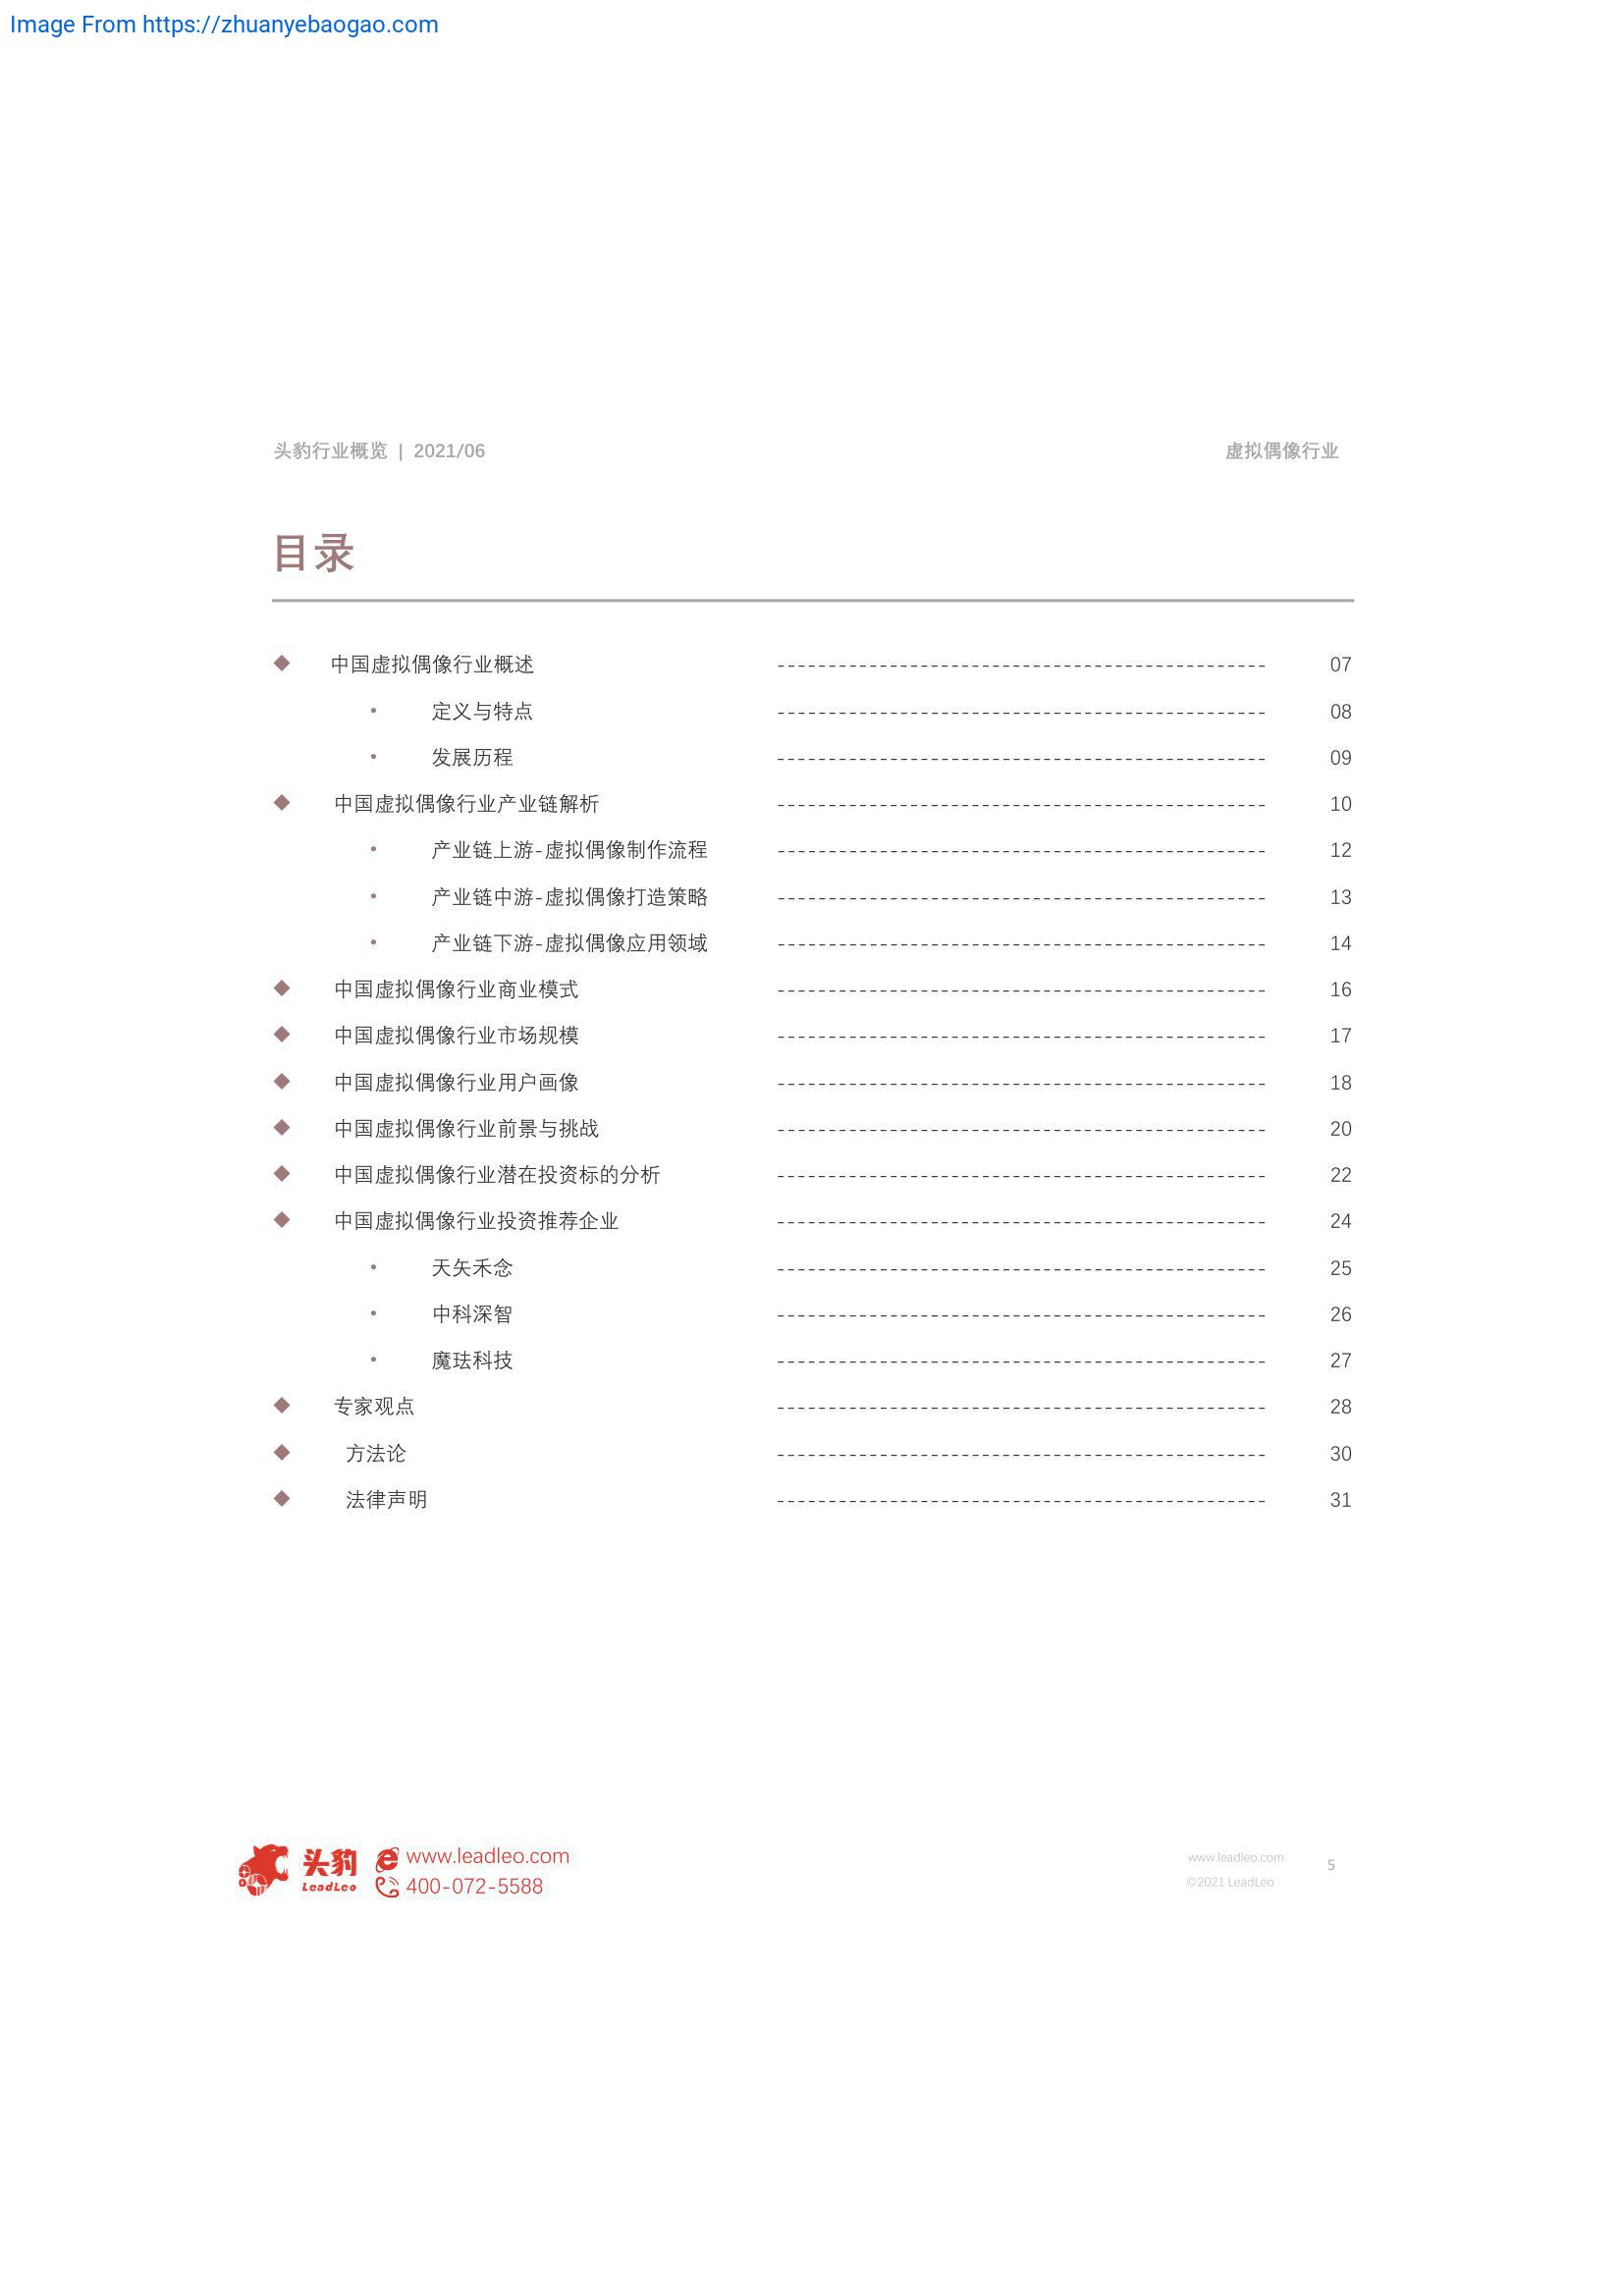 Image From https://zhuanyebaogao.com
头豹行业概览 | 2021/06 虚拟偶像行业
目录
◆ 中国虚拟偶像行业概述 ------------------------------------------------ 07
• 定义与特点 ------------------------------------------------ 08
• 发展历程 ------------------------------------------------ 09
◆ 中国虚拟偶像行业产业链解析 ------------------------------------------------ 10
• 产业链上游-虚拟偶像制作流程 ------------------------------------------------ 12
• 产业链中游-虚拟偶像打造策略 ------------------------------------------------ 13
• 产业链下游-虚拟偶像应用领域 ------------------------------------------------ 14
◆ 中国虚拟偶像行业商业模式 ------------------------------------------------ 16
◆ 中国虚拟偶像行业市场规模 ------------------------------------------------ 17
◆ 中国虚拟偶像行业用户画像 ------------------------------------------------ 18
◆ 中国虚拟偶像行业前景与挑战 ------------------------------------------------ 20
◆ 中国虚拟偶像行业潜在投资标的分析 ------------------------------------------------ 22
◆ 中国虚拟偶像行业投资推荐企业 ------------------------------------------------ 24
• 天矢禾念 ------------------------------------------------ 25
• 中科深智 ------------------------------------------------ 26
• 魔珐科技 ------------------------------------------------ 27
◆ 专家观点 ------------------------------------------------ 28
◆ 方法论 ------------------------------------------------ 30
◆ 法律声明 ------------------------------------------------ 31
头豹 LeadLeo
www.leadleo.com
400-072-5588
www.leadleo.com
©2021 LeadLeo
5